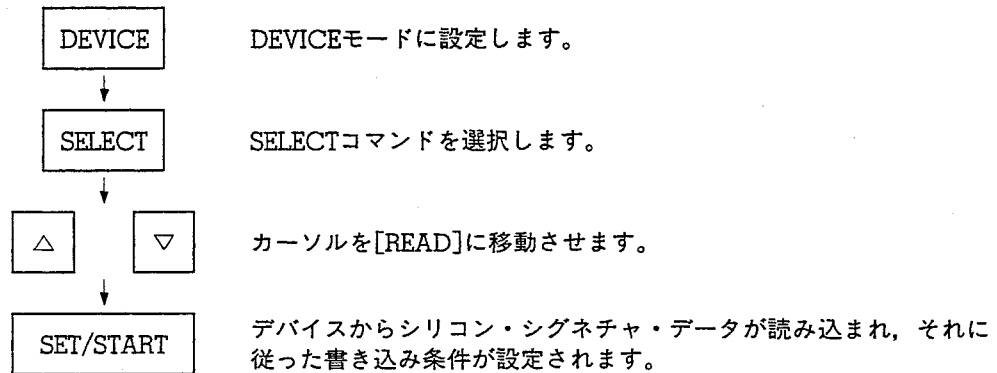 DEVICE DEVICEモードに設定します。
SELECT SELECTコマンドを選択します。
△ ▽ カーソルを[READ]に移動させます。
SET/START デバイスからシリコン・シグネチャ・データが読み込まれ，それに
従った書き込み条件が設定されます。